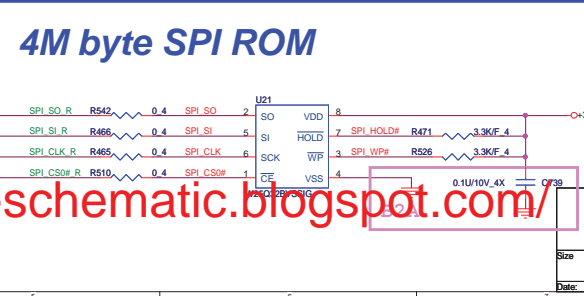 4M byte SPI ROM
U21
SPI_SO_R R542 0_4 SPI_SO 2 SO VDD 8
SPI_SI_R R466 0_4 SPI_SI 5 SI HOLD 7 SPI_HOLD# R471 3.3K/F_4
SPI_CLK_R R465 0_4 SPI_CLK 6 SCK WP 3 SPI_WP# R526 3.3K/F_4
SPI_CS0#_R R510 0_4 SPI_CS0# 1 CE VSS 4
0.1U/10V_4X C739
-schematic.blogspot.com/
B2A
Size
Date: